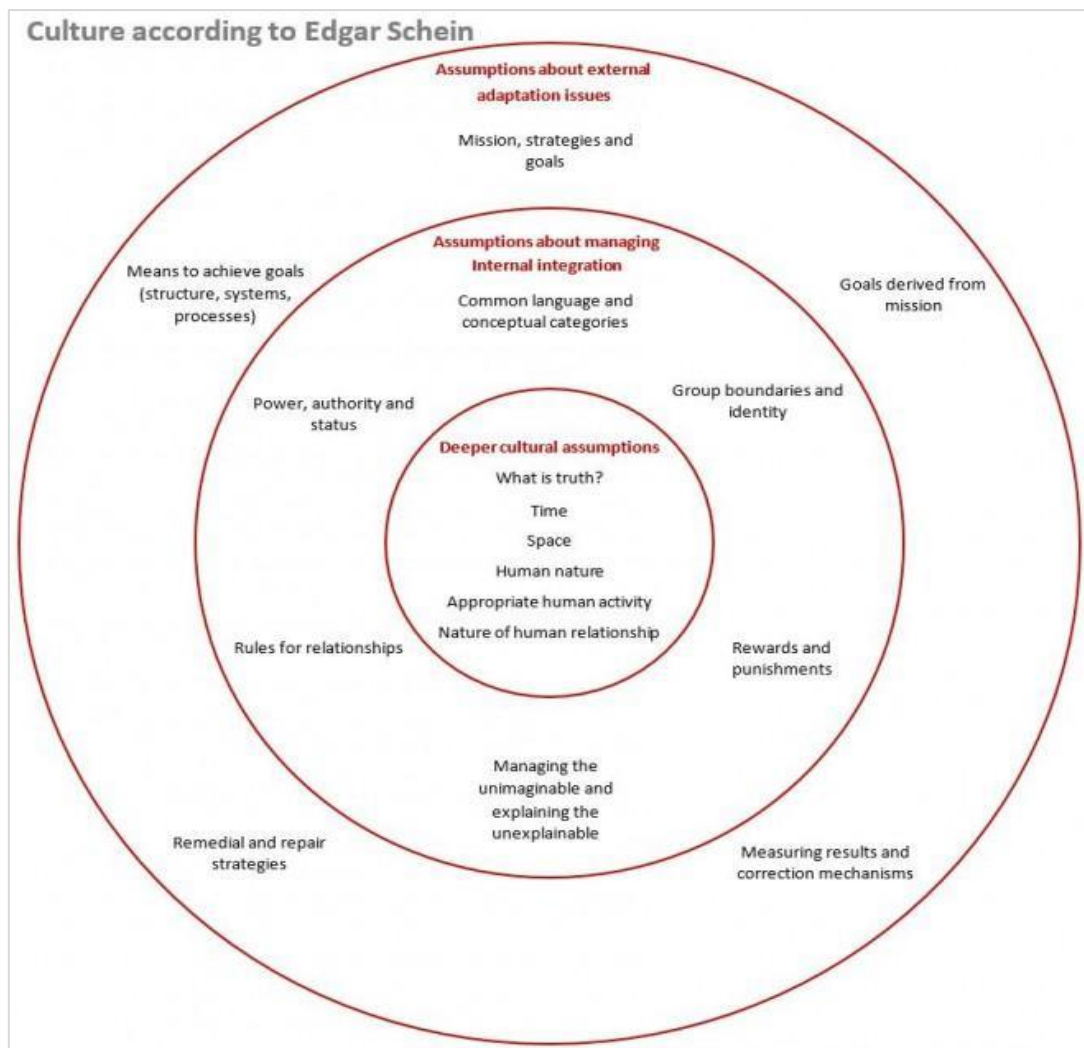 Culture according to Edgar Schein
Assumptions about external
adaptation issues
Mission, strategies and
goals
Means to achieve goals
(structure, systems,
processes)
Goals derived from
mission
Assumptions about managing
Internal integration
Common language and
conceptual categories
Power, authority and
status
Group boundaries and
identity
Deeper cultural assumptions
What is truth?
Time
Space
Human nature
Appropriate human activity
Nature of human relationship
Rules for relationships
Rewards and
punishments
Managing the
unimaginable and
explaining the
unexplainable
Remedial and repair
strategies
Measuring results and
correction mechanisms